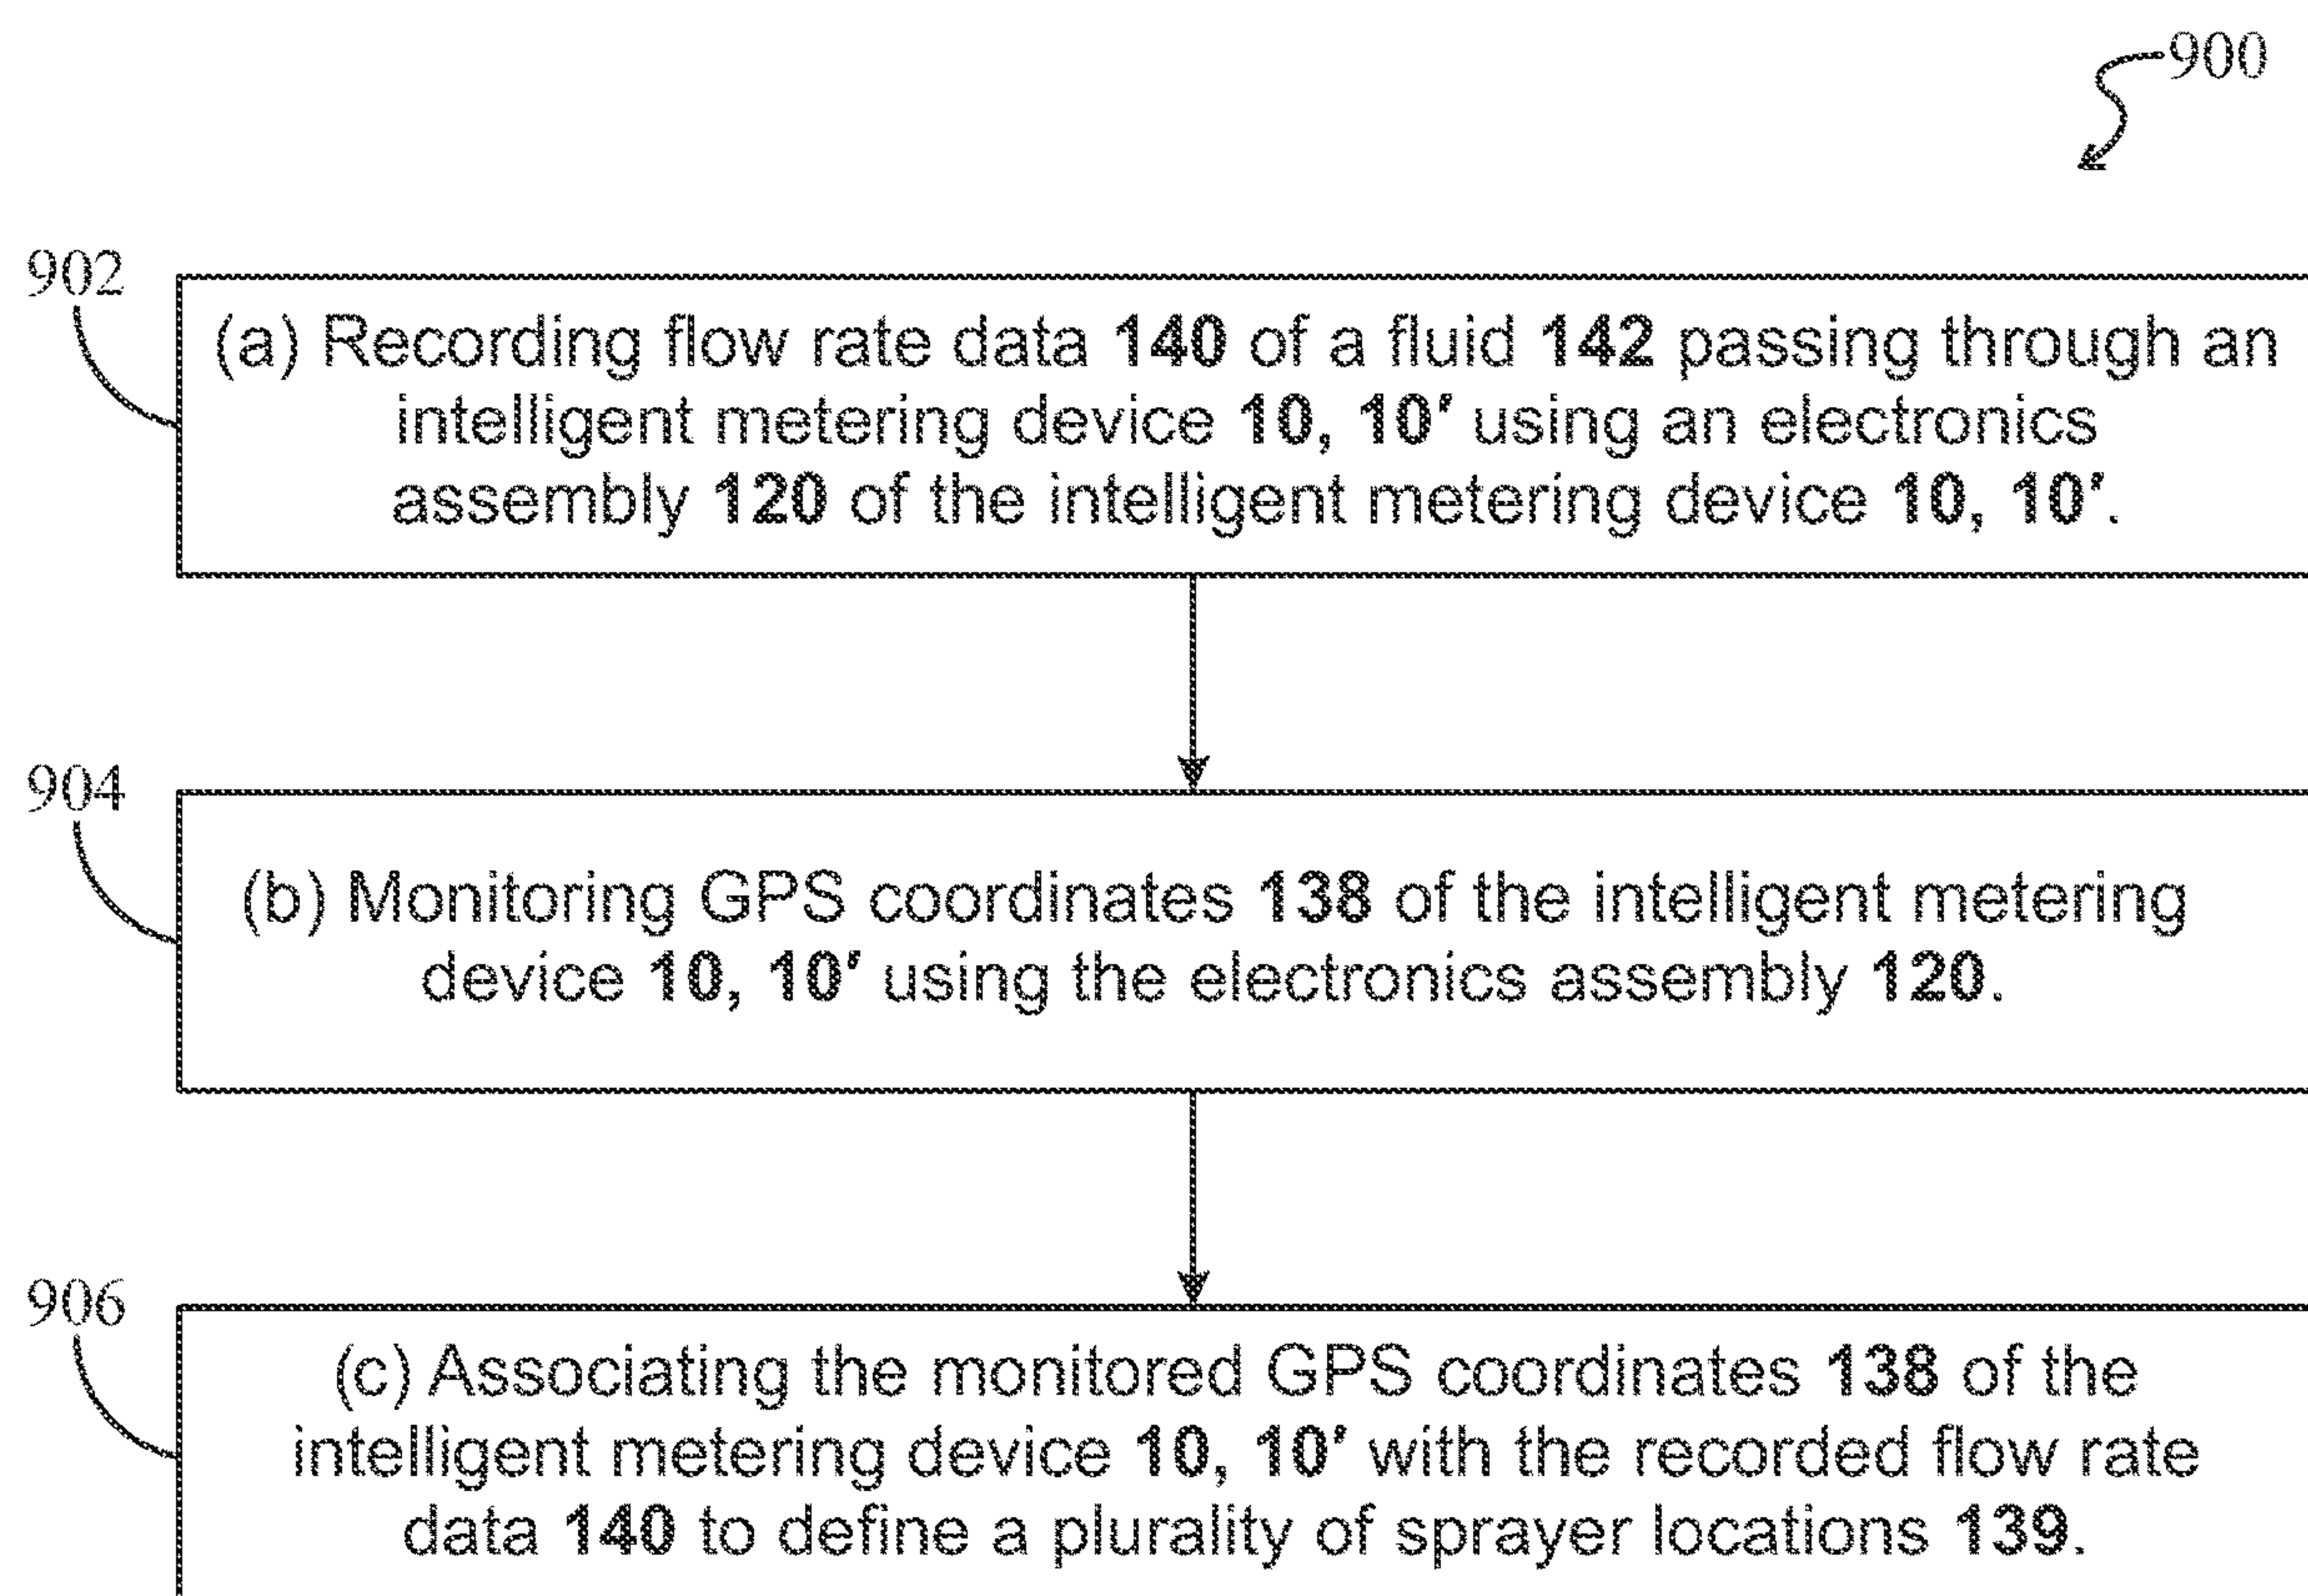 900
902
(a) Recording flow rate data 140 of a fluid 142 passing through an
intelligent metering device 10, 10′ using an electronics
assembly 120 of the intelligent metering device 10, 10′.
904
(b) Monitoring GPS coordinates 138 of the intelligent metering
device 10, 10′ using the electronics assembly 120.
906
(c) Associating the monitored GPS coordinates 138 of the
intelligent metering device 10, 10′ with the recorded flow rate
data 140 to define a plurality of sprayer locations 139.